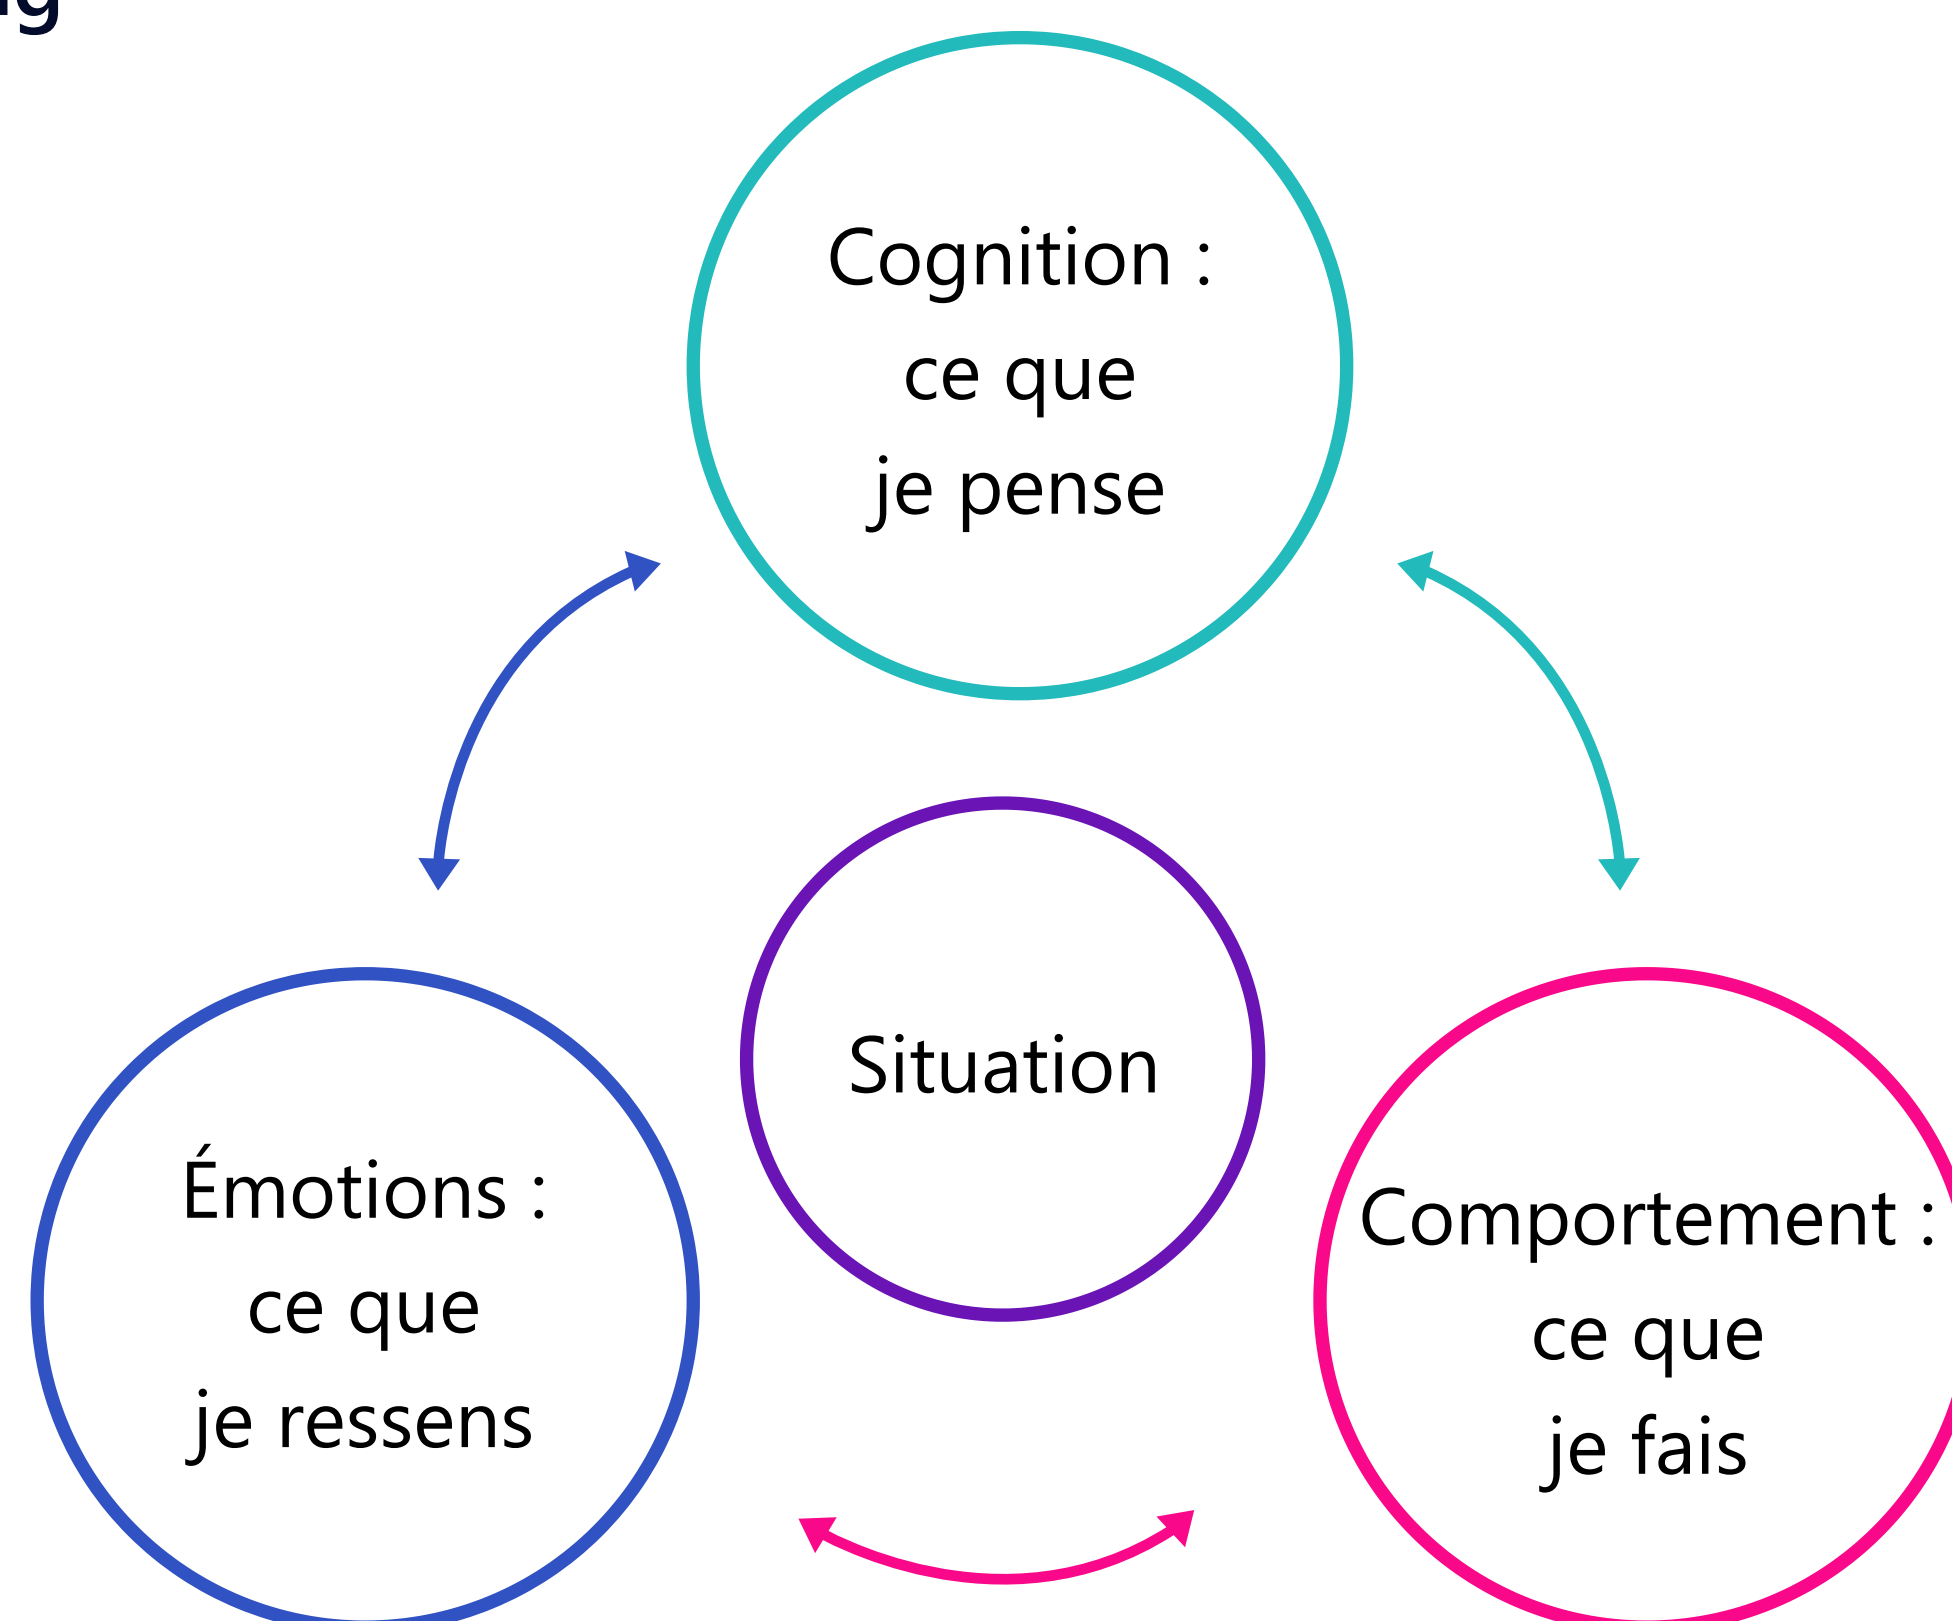 Cognition :
ce que
je pense
Situation
Émotions :
ce que
je ressens
Comportement :
ce que
je fais